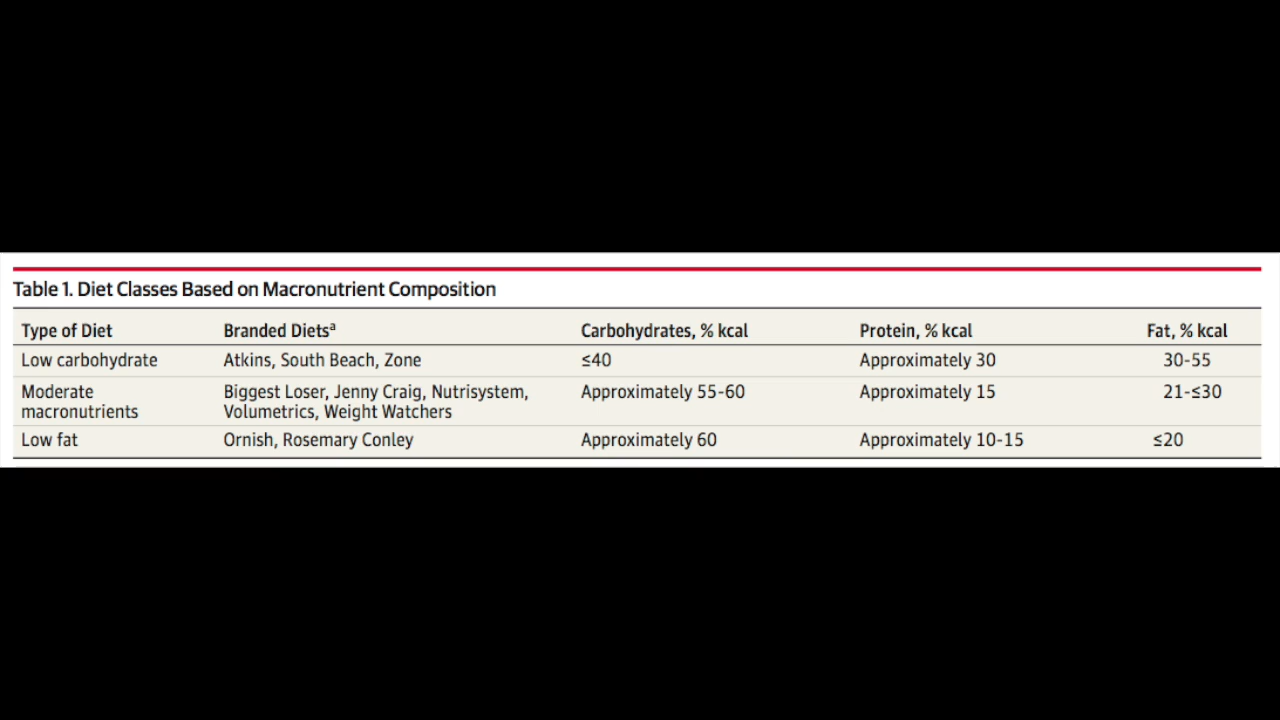 Table 1. Diet Classes Based on Macronutrient Composition
Type of Diet Branded Dietsª Carbohydrates, % kcal Protein, % kcal Fat, % kcal
Low carbohydrate Atkins, South Beach, Zone ≤40 Approximately 30 30-55
Moderate macronutrients Biggest Loser, Jenny Craig, Nutrisystem, Volumetrics, Weight Watchers Approximately 55-60 Approximately 15 21-≤30
Low fat Ornish, Rosemary Conley Approximately 60 Approximately 10-15 ≤20